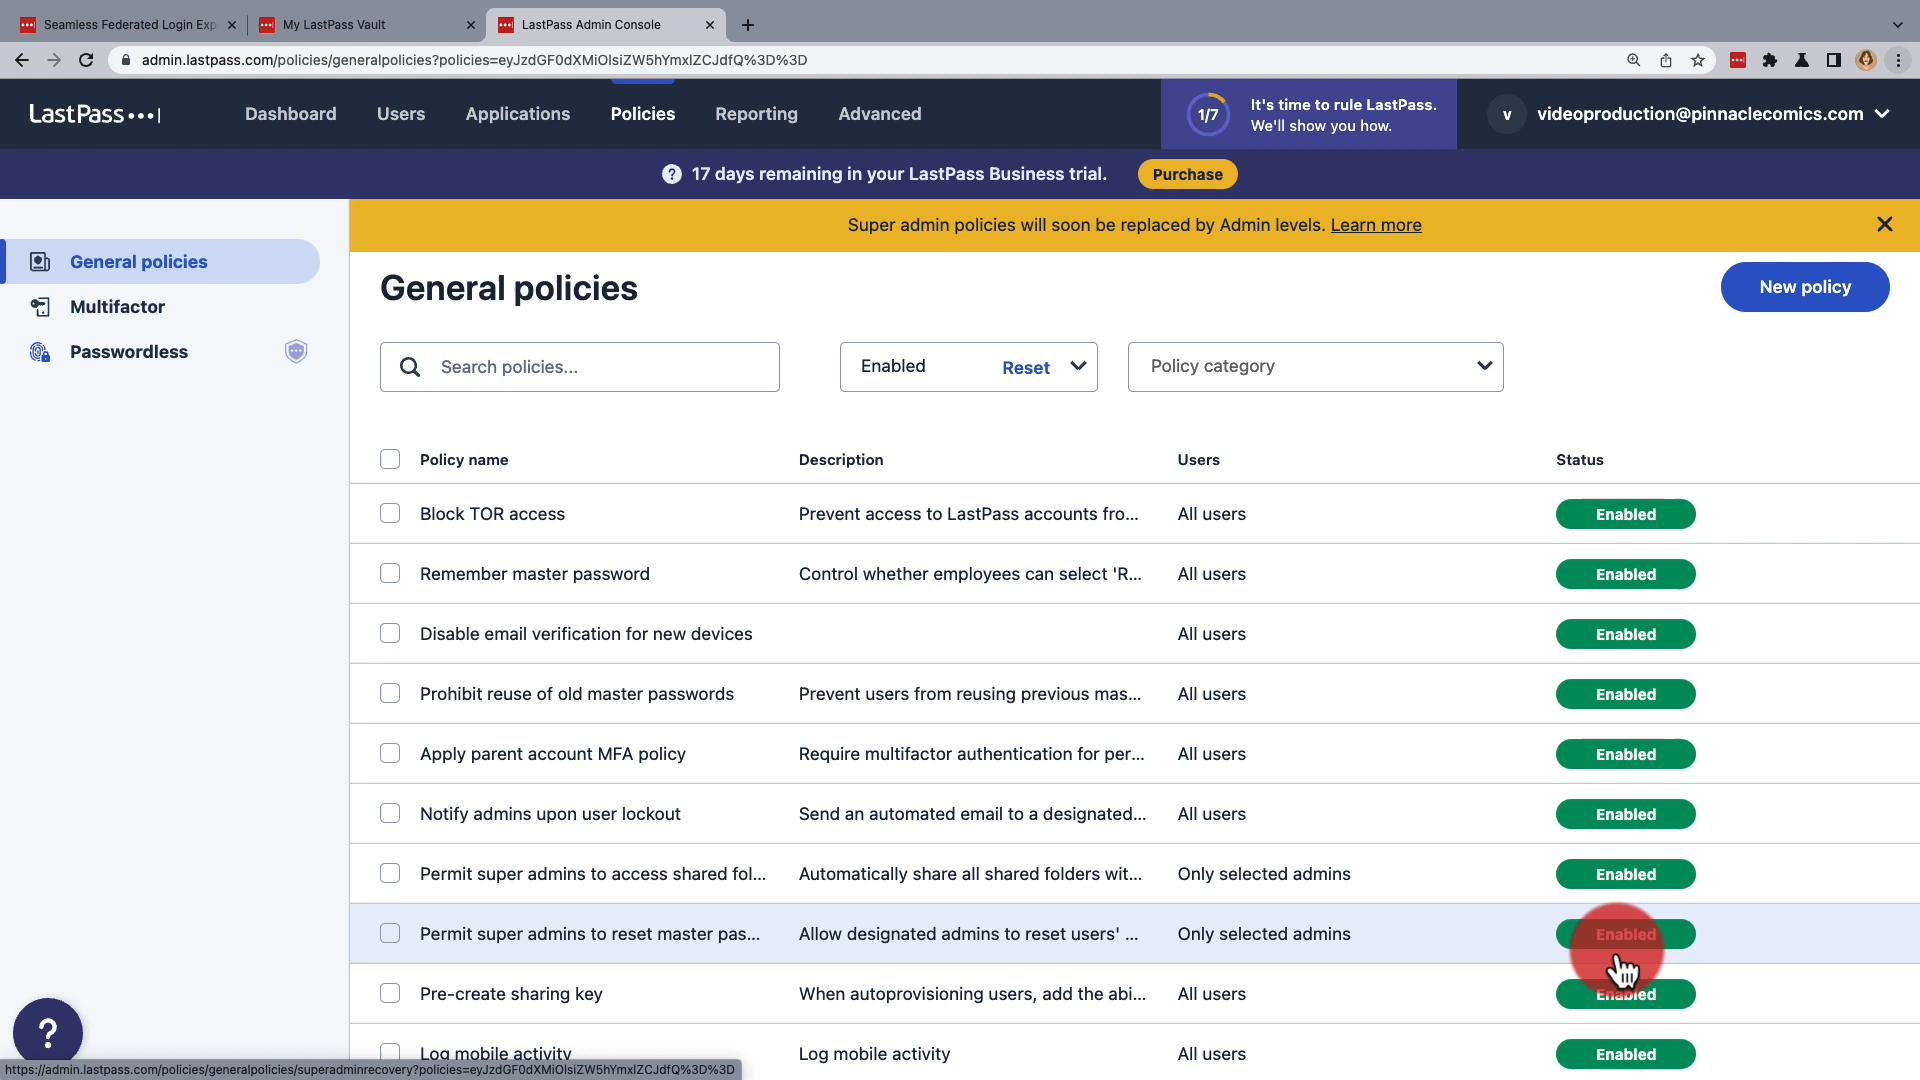 Seamless Federated Login Exp
My LastPass Vault
LastPass Admin Console
admin.lastpass.com/policies/generalpolicies?policies=eyJzdGF0dXMiOlsiZW5hYmxlZCJdfQ%3D%3D
LastPass
Dashboard
Users
Applications
Policies
Reporting
Advanced
1/7
It's time to rule LastPass.
We'll show you how.
v
videoproduction@pinnaclecomics.com
? 17 days remaining in your LastPass Business trial.
Purchase
General policies
Multifactor
Passwordless
Super admin policies will soon be replaced by Admin levels. Learn more
General policies
New policy
Search policies...
Enabled
Reset
Policy category
Policy name Description Users Status
Block TOR access Prevent access to LastPass accounts fro... All users Enabled
Remember master password Control whether employees can select 'R... All users Enabled
Disable email verification for new devices All users Enabled
Prohibit reuse of old master passwords Prevent users from reusing previous mas... All users Enabled
Apply parent account MFA policy Require multifactor authentication for per... All users Enabled
Notify admins upon user lockout Send an automated email to a designated... All users Enabled
Permit super admins to access shared fol... Automatically share all shared folders wit... Only selected admins Enabled
Permit super admins to reset master pas... Allow designated admins to reset users' ... Only selected admins Enabled
Pre-create sharing key When autoprovisioning users, add the abi... All users Enabled
Log mobile activity Log mobile activity All users Enabled
?
https://admin.lastpass.com/policies/generalpolicies/superadminrecovery?policies=eyJzdGF0dXMiOlsiZW5hYmxlZCJdfQ%3D%3D